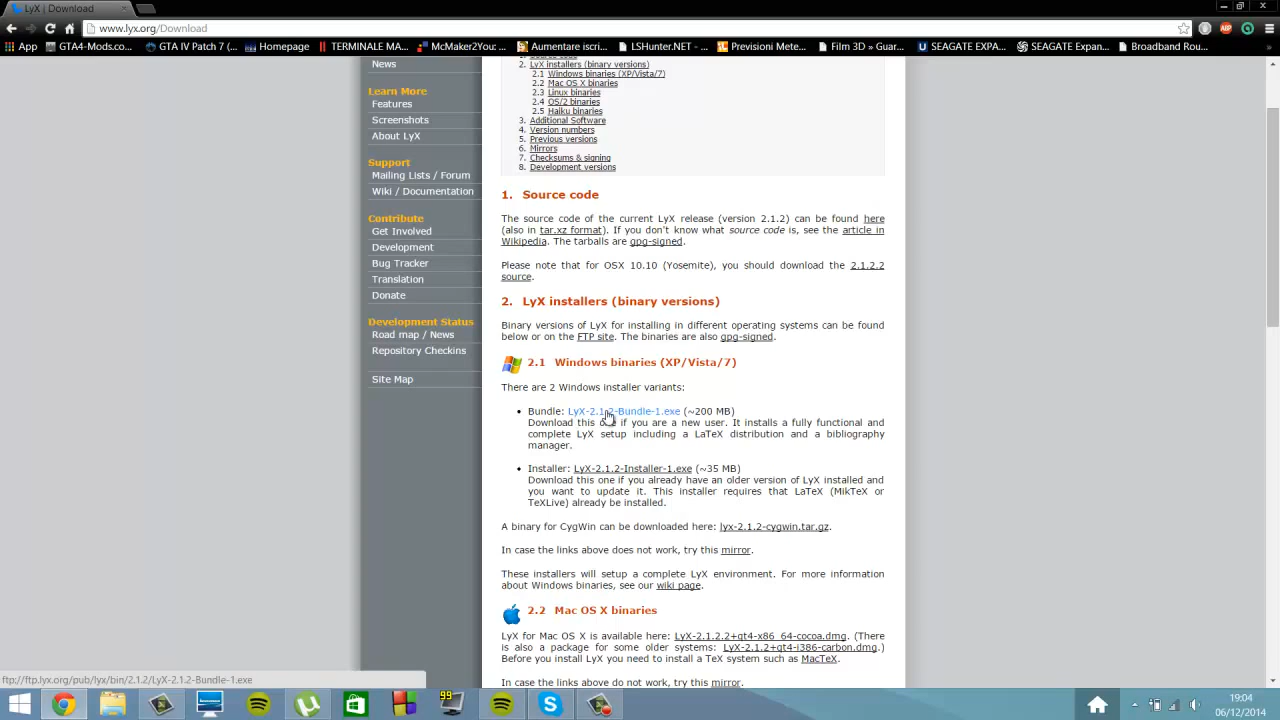 LyX | Download
www.lyx.org/Download
App
GTA4-Mods.co...
GTA IV Patch 7 (...
Homepage
TERMINALE MA...
McMaker2You: ...
Aumentare iscri...
LSHunter.NET - ...
Previsioni Mete...
Film 3D » Guar...
SEAGATE EXPA...
SEAGATE Expan...
Broadband Rou...
News
Learn More
Features
Screenshots
About LyX
Support
Mailing Lists / Forum
Wiki / Documentation
Contribute
Get Involved
Development
Bug Tracker
Translation
Donate
Development Status
Road map / News
Repository Checkins
Site Map
2. LyX installers (binary versions)
2.1 Windows binaries (XP/Vista/7)
2.2 Mac OS X binaries
2.3 Linux binaries
2.4 OS/2 binaries
2.5 Haiku binaries
3. Additional Software
4. Version numbers
5. Previous versions
6. Mirrors
7. Checksums & signing
8. Development versions
1. Source code
The source code of the current LyX release (version 2.1.2) can be found here
(also in tar.xz format). If you don't know what source code is, see the article in
Wikipedia. The tarballs are gpg-signed.
Please note that for OSX 10.10 (Yosemite), you should download the 2.1.2.2
source.
2. LyX installers (binary versions)
Binary versions of LyX for installing in different operating systems can be found
below or on the FTP site. The binaries are also gpg-signed.
2.1 Windows binaries (XP/Vista/7)
There are 2 Windows installer variants:
• Bundle: LyX-2.1.2-Bundle-1.exe (~200 MB)
Download this one if you are a new user. It installs a fully functional and
complete LyX setup including a LaTeX distribution and a bibliography
manager.
• Installer: LyX-2.1.2-Installer-1.exe (~35 MB)
Download this one if you already have an older version of LyX installed and
you want to update it. This installer requires that LaTeX (MikTeX or
TeXLive) already be installed.
A binary for CygWin can be downloaded here: lyx-2.1.2-cygwin.tar.gz.
In case the links above does not work, try this mirror.
These installers will setup a complete LyX environment. For more information
about Windows binaries, see our wiki page.
2.2 Mac OS X binaries
LyX for Mac OS X is available here: LyX-2.1.2.2+qt4-x86_64-cocoa.dmg. (There
is also a package for some older systems: LyX-2.1.2+qt4-i386-carbon.dmg.)
Before you install LyX you need to install a TeX system such as MacTeX.
In case the links above do not work, try this mirror.
ftp://ftp.lyx.org/pub/lyx/bin/2.1.2/LyX-2.1.2-Bundle-1.exe
99
19:04
06/12/2014